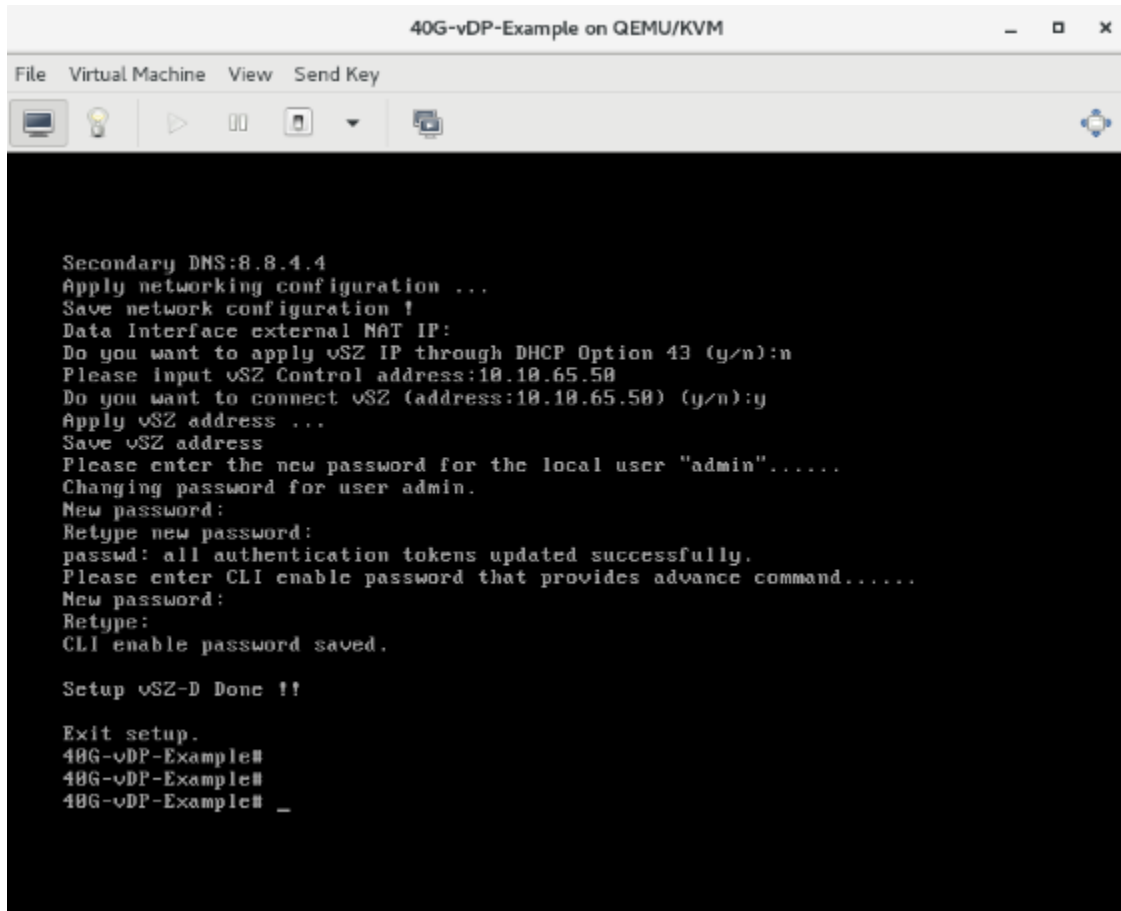 40G-vDP-Example on QEMU/KVM
File Virtual Machine View Send Key
Secondary DNS:8.8.4.4
Apply networking configuration ...
Save network configuration !
Data Interface external NAT IP:
Do you want to apply vSZ IP through DHCP Option 43 (y/n):n
Please input vSZ Control address:10.10.65.50
Do you want to connect vSZ (address:10.10.65.50) (y/n):y
Apply vSZ address ...
Save vSZ address
Please enter the new password for the local user "admin"......
Changing password for user admin.
New password:
Retype new password:
passwd: all authentication tokens updated successfully.
Please enter CLI enable password that provides advance command......
New password:
Retype:
CLI enable password saved.
Setup vSZ-D Done !!
Exit setup.
40G-vDP-Example#
40G-vDP-Example#
40G-vDP-Example# _